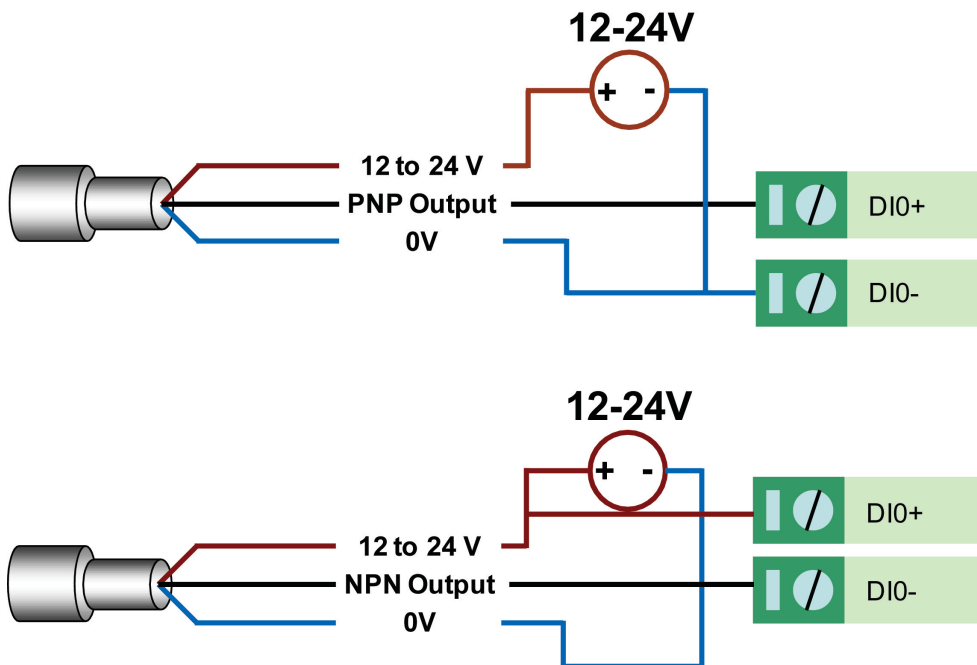 12-24V
+ -
12 to 24 V
PNP Output
0V
DI0+
DI0-
12-24V
+ -
12 to 24 V
NPN Output
0V
DI0+
DI0-